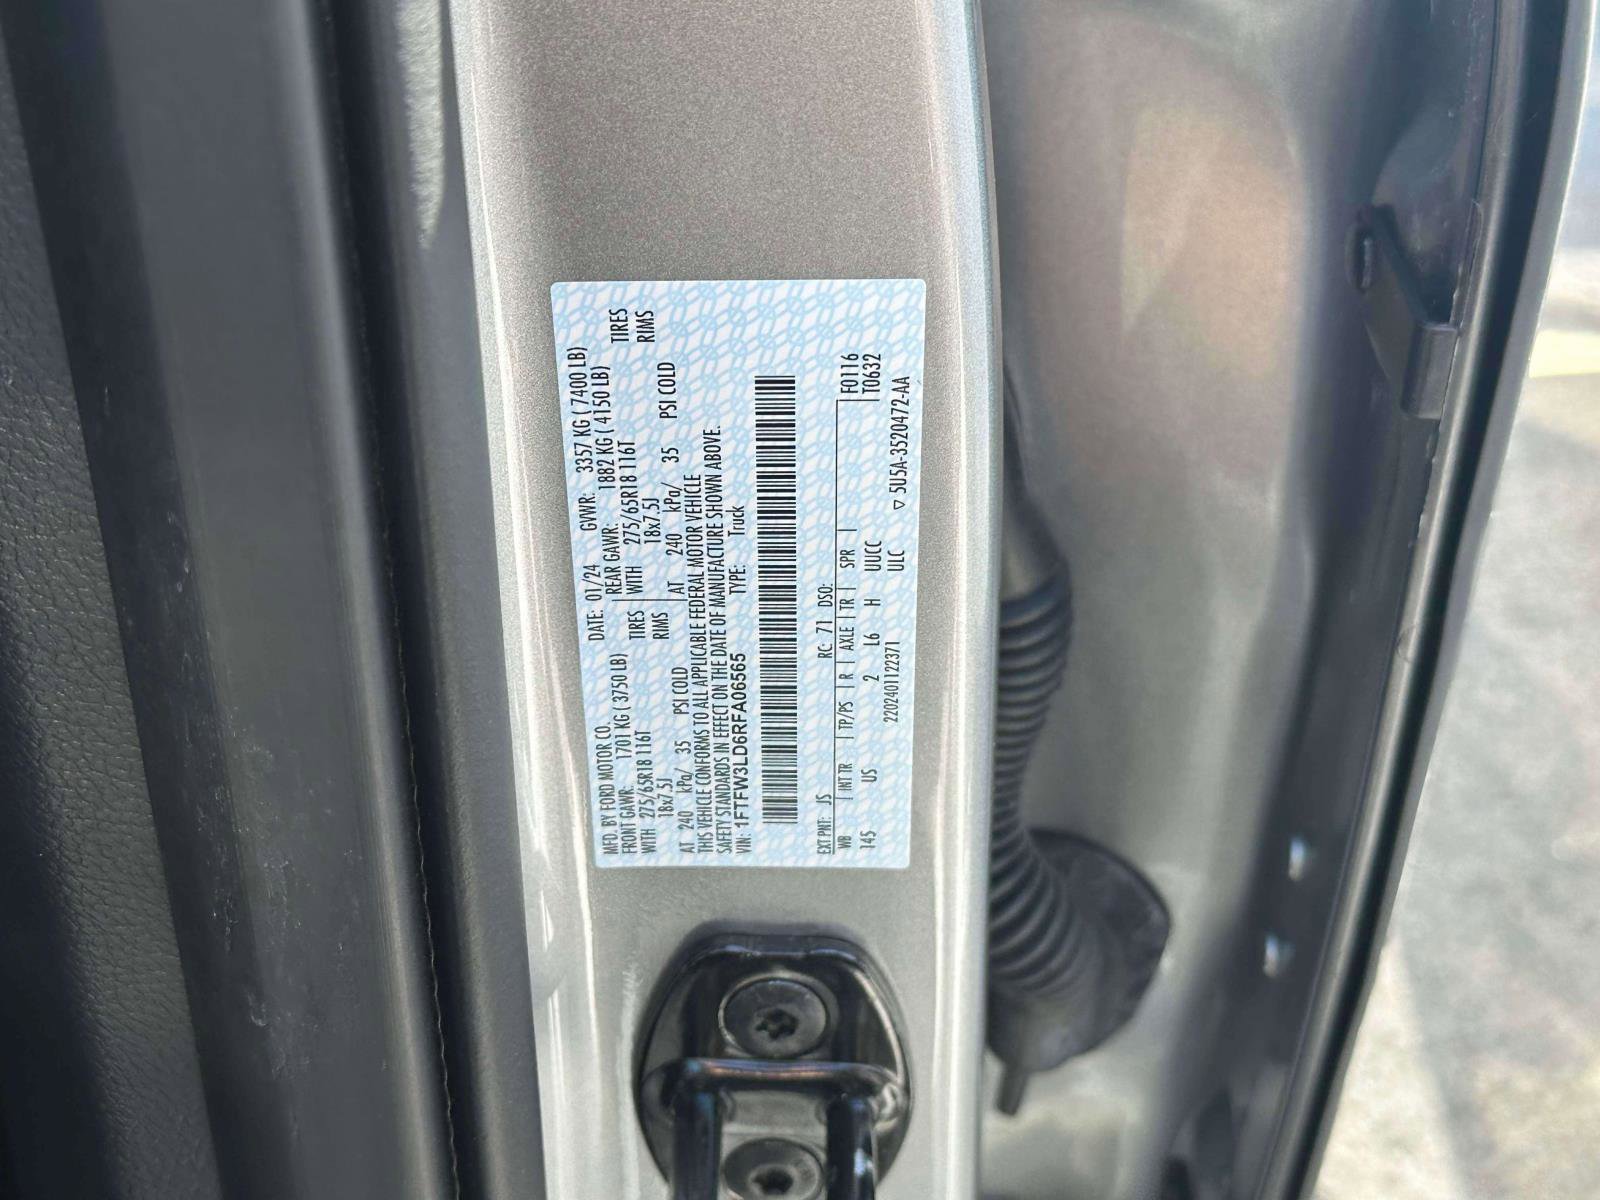 MFD. BY FORD MOTOR CO.
DATE: 01/24 GVWR: 3357 KG ( 7400 LB)
FRONT GAWR: 1701 KG ( 3750 LB)
REAR GAWR: 1882 KG ( 4150 LB)
WITH 275/65R18 116T TIRES
WITH 275/65R18 116T TIRES
18x7.5J RIMS
18x7.5J RIMS
AT 240 kPa/ 35 PSI COLD
AT 240 kPa/ 35 PSI COLD
THIS VEHICLE CONFORMS TO ALL APPLICABLE FEDERAL MOTOR VEHICLE
SAFETY STANDARDS IN EFFECT ON THE DATE OF MANUFACTURE SHOWN ABOVE.
VIN: 1FTFW3LD6RFA06565 TYPE: Truck
EXT PNT: JS RC: 71 DSO: F0116
WB INT TR TP/PS R AXLE TR SPR T0632
145 US 2 L6 H UUCC
2202401122371 ULC ▽ 5U5A-3520472-AA